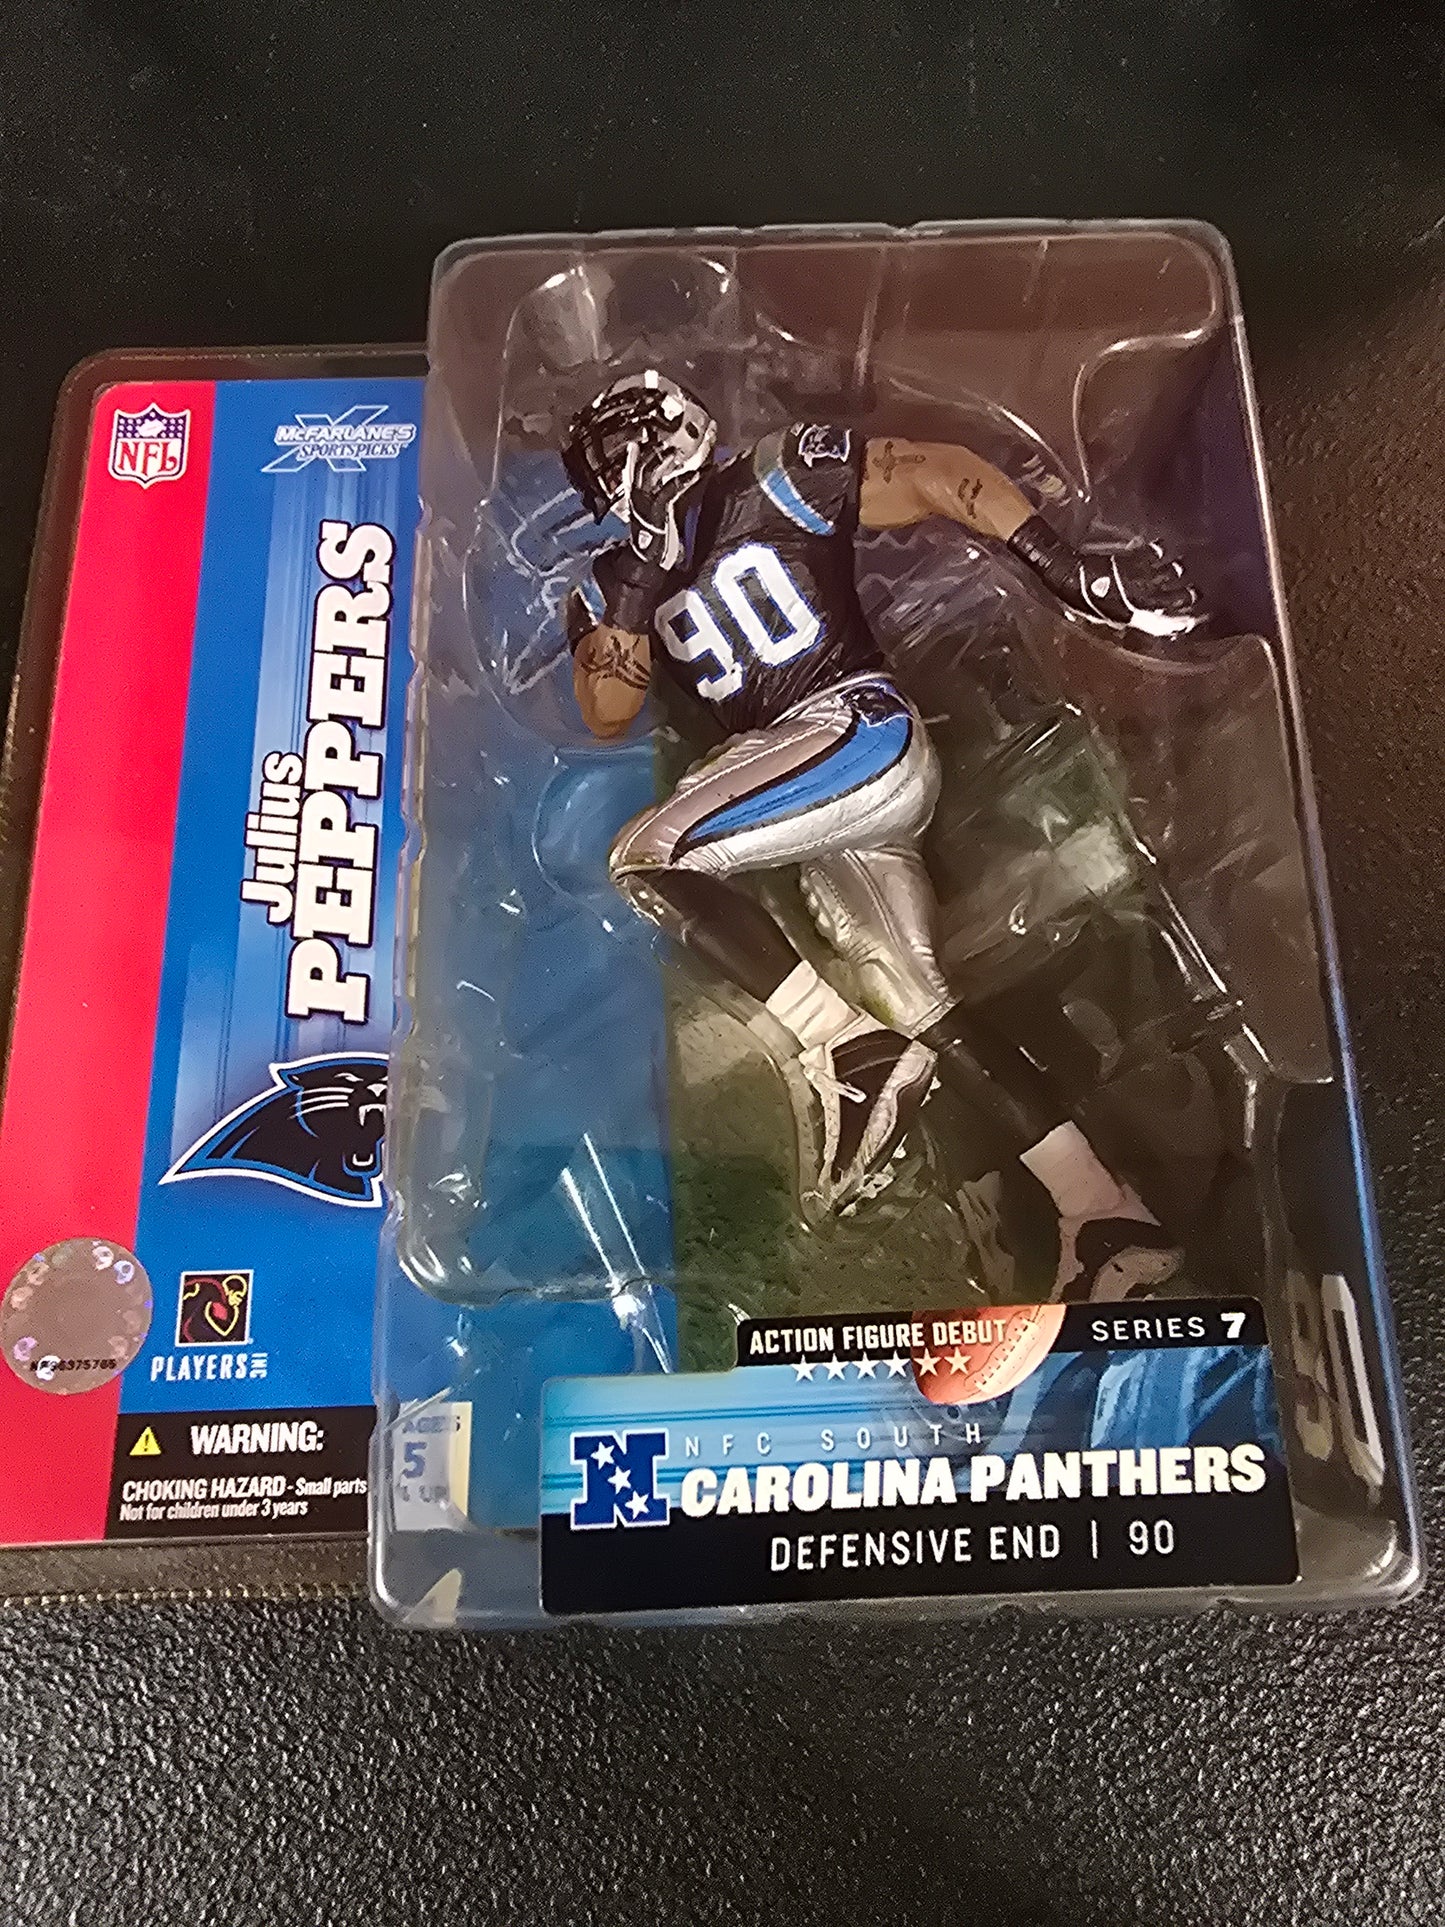 NFL
McFARLANE'S
SPORTSPICKS
Julius
PEPPERS
90
PLAYERS INC
WARNING:
CHOKING HAZARD - Small parts
Not for children under 3 years
AGES
5
& UP
ACTION FIGURE DEBUT
SERIES 7
NFC SOUTH
N CAROLINA PANTHERS
DEFENSIVE END | 90
90